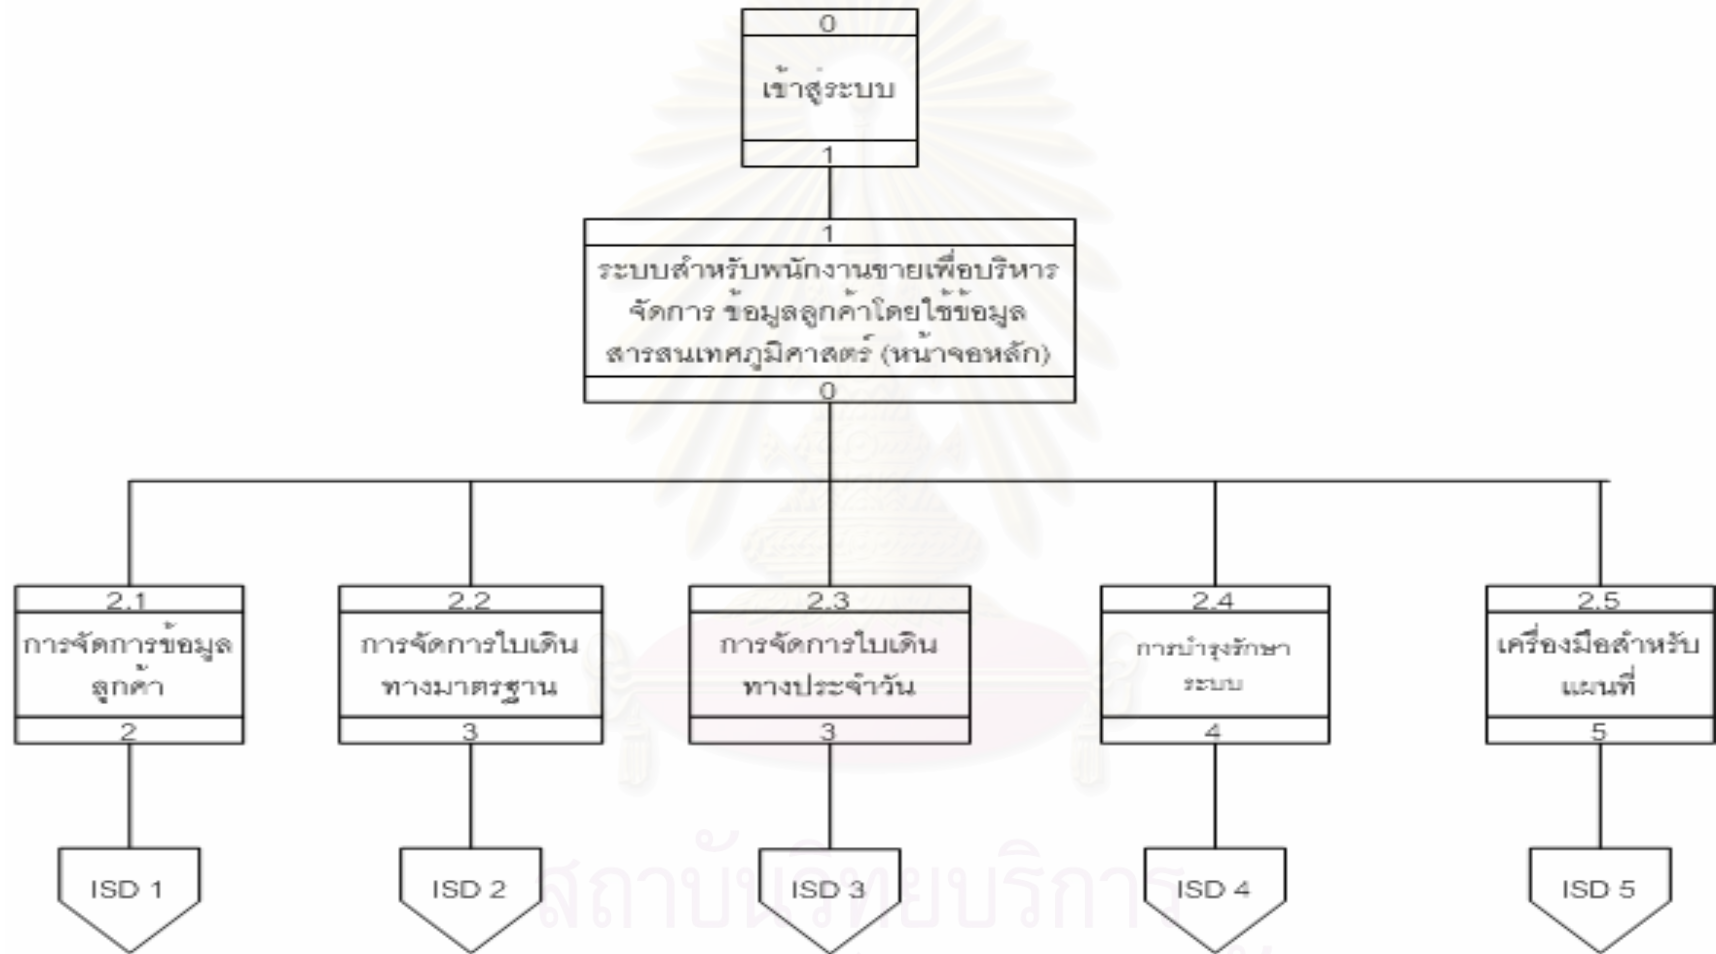 0
เข้าสู่ระบบ
1
1
ระบบสำหรับพนักงานขายเพื่อบริหาร
จัดการ ข้อมูลลูกค้าโดยใช้ข้อมูล
สารสนเทศภูมิศาสตร์ (หน้าจอหลัก)
0
2.1
การจัดการข้อมูล
ลูกค้า
2
2.2
การจัดการใบเดิน
ทางมาตรฐาน
3
2.3
การจัดการใบเดิน
ทางประจำวัน
3
2.4
การบำรุงรักษา
ระบบ
4
2.5
เครื่องมือสำหรับ
แผนที่
5
ISD 1
ISD 2
ISD 3
ISD 4
ISD 5
สถาบันวิทยบริการ